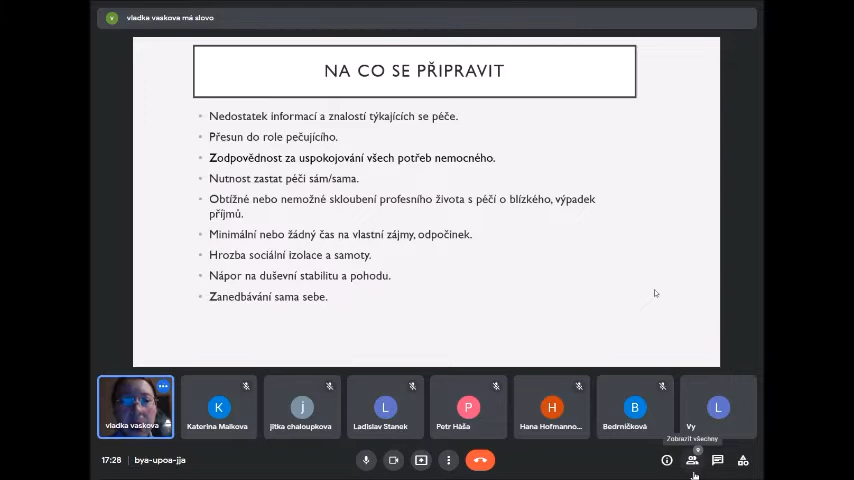 v
vladka vaskova má slovo
NA CO SE PŘIPRAVIT
Nedostatek informací a znalostí týkajících se péče.
Přesun do role pečujícího.
Zodpovědnost za uspokojování všech potřeb nemocného.
Nutnost zastat péči sám/sama.
Obtížné nebo nemožné skloubení profesního života s péčí o blízkého, výpadek
příjmů.
Minimální nebo žádný čas na vlastní zájmy, odpočinek.
Hrozba sociální izolace a samoty.
Nápor na duševní stabilitu a pohodu.
Zanedbávání sama sebe.
vladka vaskova
K
Katerina Malkova
j
jitka chaloupkova
L
Ladislav Stanek
P
Petr Háša
H
Hana Hofmanno...
B
Bedrníčková
L
Vy
Zobrazit všechny
9
17:28 | bya-upoa-jja